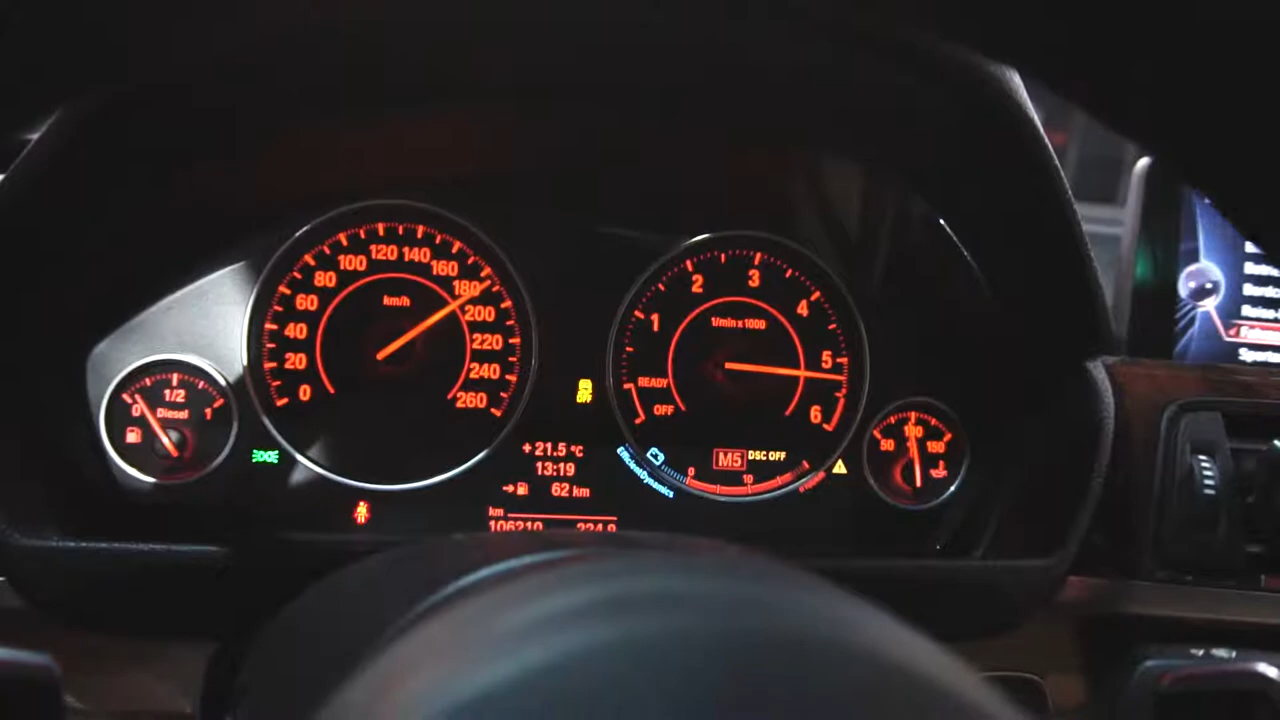 0 20 40 60 80 100 120 140 160 180 200 220 240 260
km/h
0 1/2 1
Diesel
OFF
+21.5 °C
13:19
62 km
km
106210 224.9
1 2 3 4 5 6
1/min x 1000
READY
OFF
M5 DSC OFF
EfficientDynamics
0 10
50 100 150